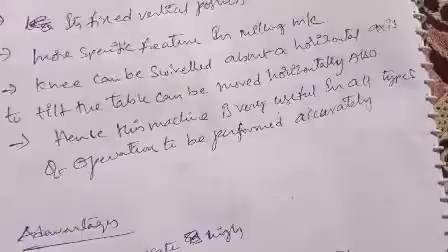 Its fixed vertical
→ more specific feature in milling m/c
→ Knee can be swivelled about a horizontal axis
to tilt the table can be moved horizontally also
→ Hence this machine is very useful in all types
of operation to be performed accurately
Advantages
high